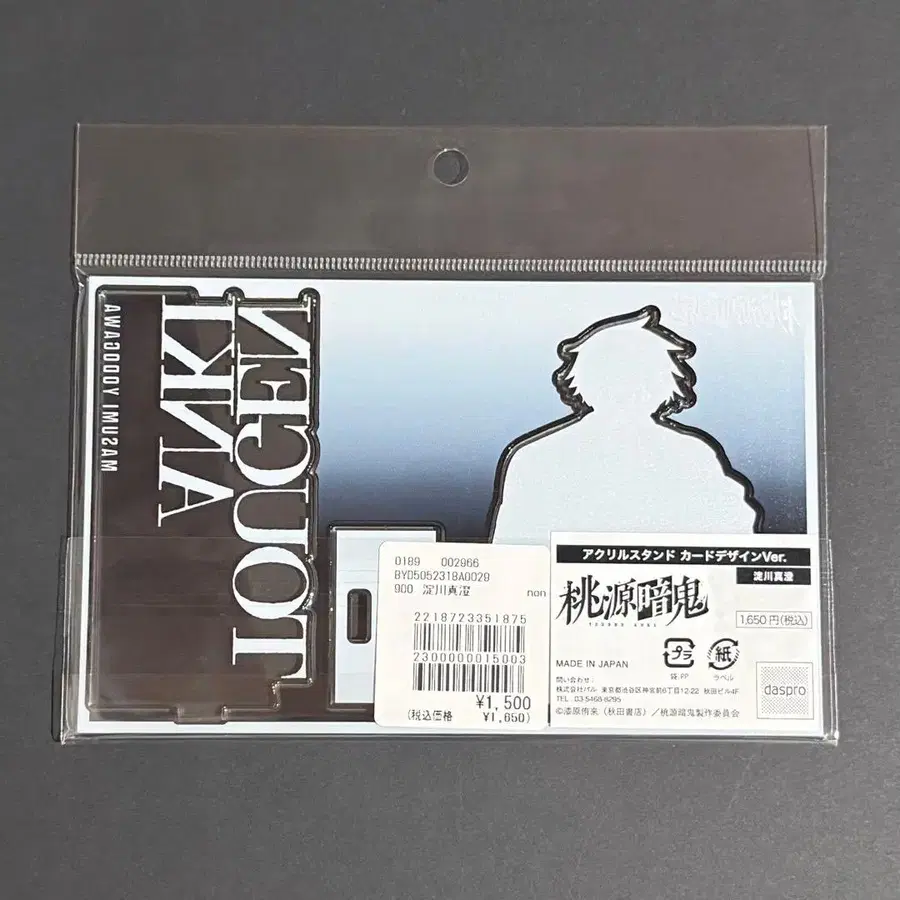 TOUGEN
ANKI
MASUMI YODOGAWA
0189 002966
BYD5052318A0029
900 淀川真澄 non
2218723351875
2300000015003
¥1,500
(税込価格 ¥1,650)
アクリルスタンド カードデザインVer.
淀川真澄
桃源暗鬼
TOUGEN ANKI
1,650円(税込)
MADE IN JAPAN
プラ
袋:PP
紙
ラベル
問い合わせ:
株式会社パル 東京都渋谷区神宮前6丁目12-22 秋田ビル4F
TEL : 03-5468-8295
daspro
©漆原侑来(秋田書店)/桃源暗鬼製作委員会